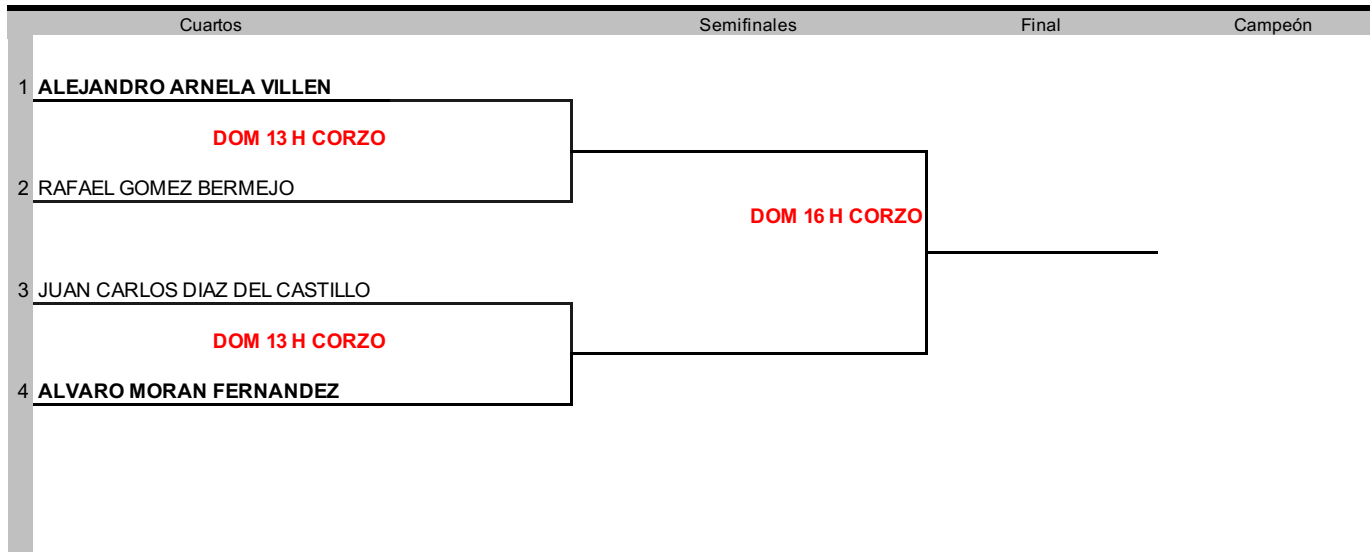 Cuartos Semifinales Final Campeón
1 ALEJANDRO ARNELA VILLEN
DOM 13 H CORZO
2 RAFAEL GOMEZ BERMEJO
DOM 16 H CORZO
3 JUAN CARLOS DIAZ DEL CASTILLO
DOM 13 H CORZO
4 ALVARO MORAN FERNANDEZ